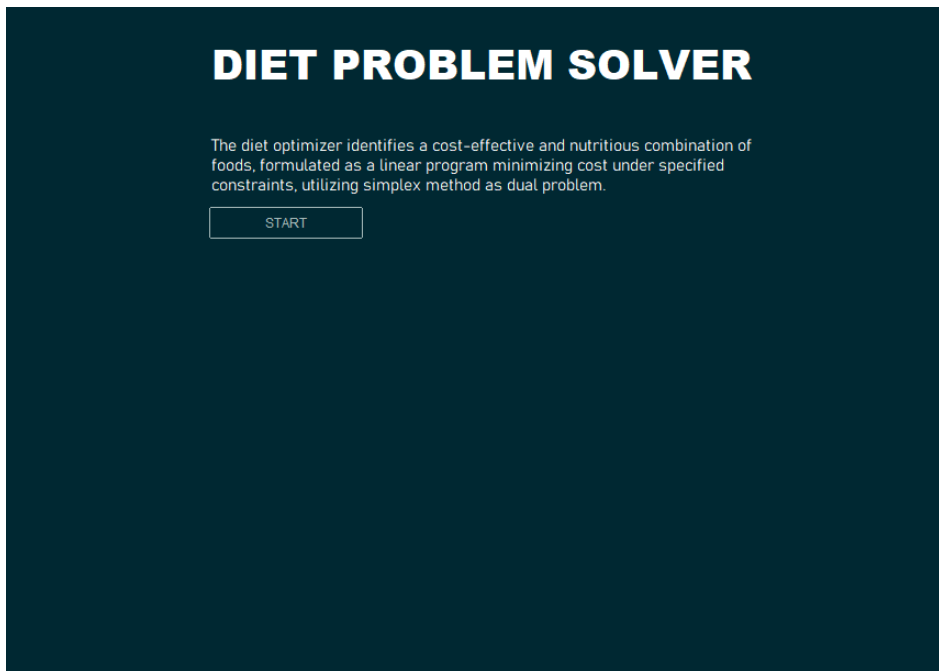 DIET PROBLEM SOLVER
The diet optimizer identifies a cost-effective and nutritious combination of
foods, formulated as a linear program minimizing cost under specified
constraints, utilizing simplex method as dual problem.
START